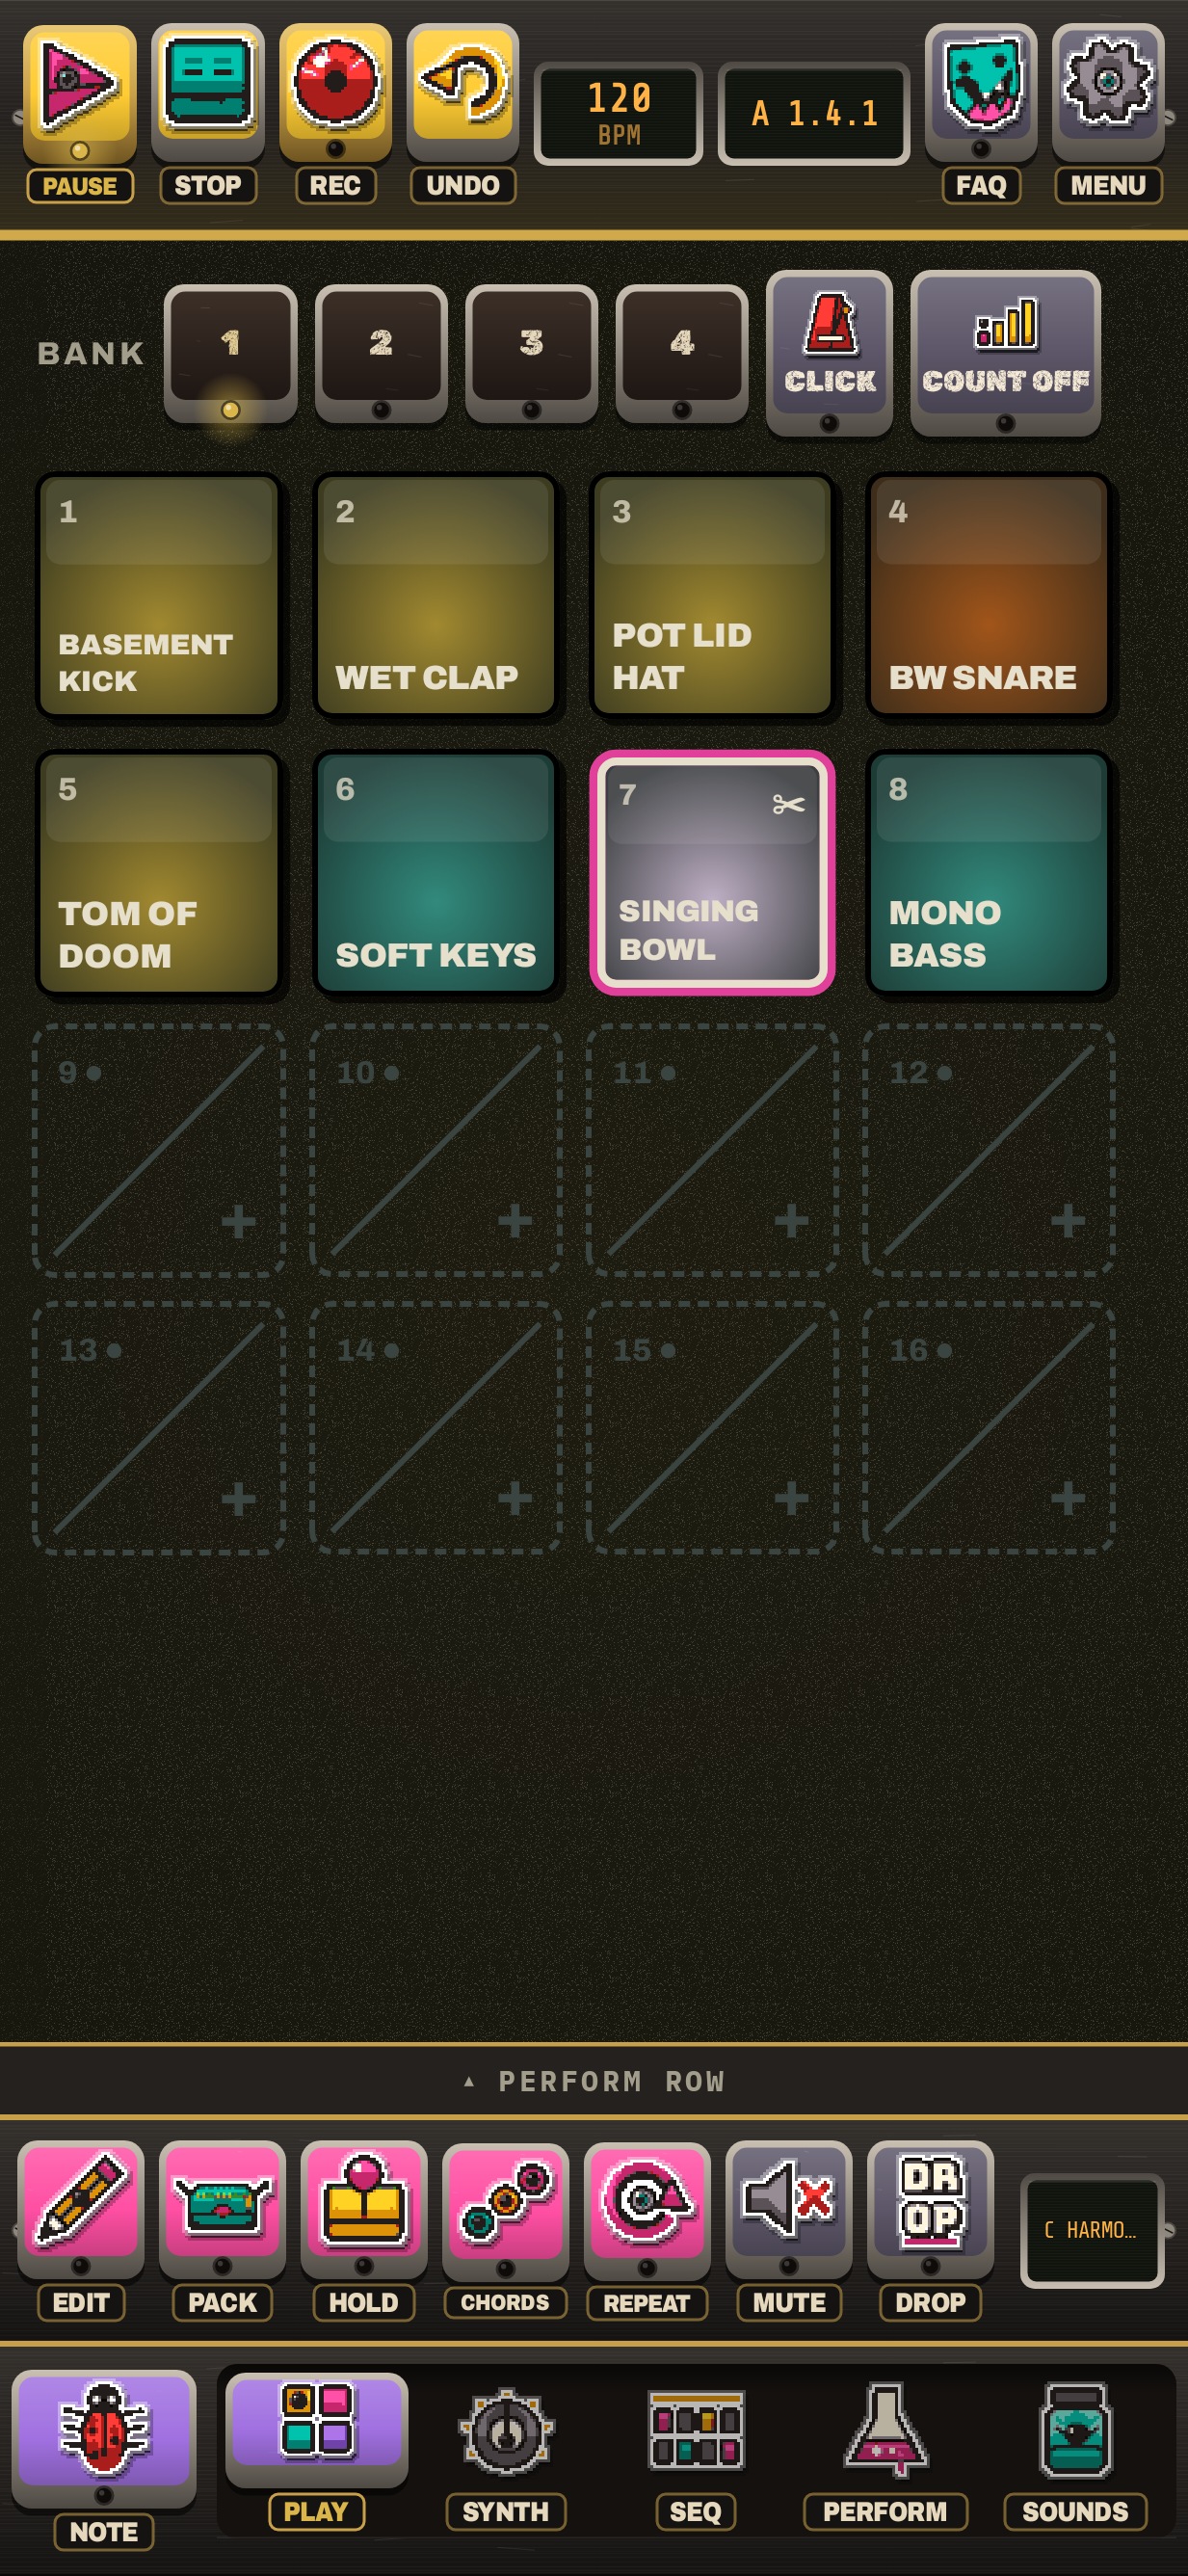 120
BPM
A 1.4.1
PAUSE STOP REC UNDO FAQ MENU
BANK 1 2 3 4 CLICK COUNT OFF
1 2 3 4
BASEMENT KICK
WET CLAP
POT LID HAT
BW SNARE
5 6 7 8
TOM OF DOOM
SOFT KEYS
SINGING BOWL
MONO BASS
9 10 11 12
13 14 15 16
PERFORM ROW
DROP
C HARMO...
EDIT PACK HOLD CHORDS REPEAT MUTE DROP
NOTE PLAY SYNTH SEQ PERFORM SOUNDS